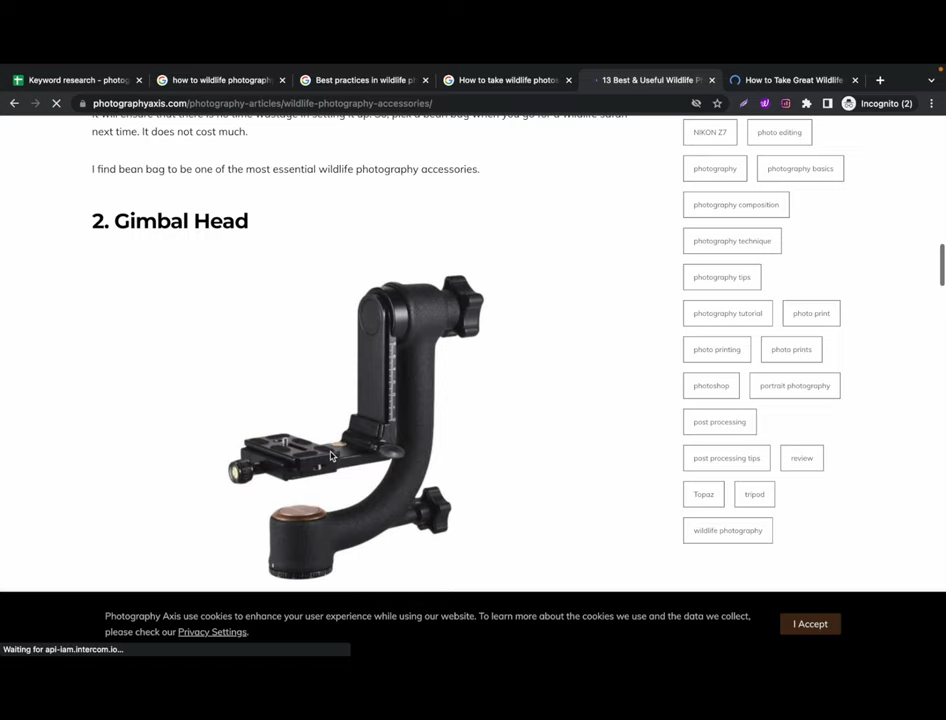 Keyword research - photog
how to wildlife photograph
Best practices in wildlife p
How to take wildlife photos
13 Best & Useful Wildlife P
How to Take Great Wildlife
photographyaxis.com/photography-articles/wildlife-photography-accessories/
Incognito (2)
next time. It does not cost much.
I find bean bag to be one of the most essential wildlife photography accessories.
2. Gimbal Head
NIKON Z7
photo editing
photography
photography basics
photography composition
photography technique
photography tips
photography tutorial
photo print
photo printing
photo prints
photoshop
portrait photography
post processing
post processing tips
review
Topaz
tripod
wildlife photography
Photography Axis use cookies to enhance your user experience while using our website. To learn more about the cookies we use and the data we collect,
please check our Privacy Settings.
I Accept
Waiting for api-iam.intercom.io...